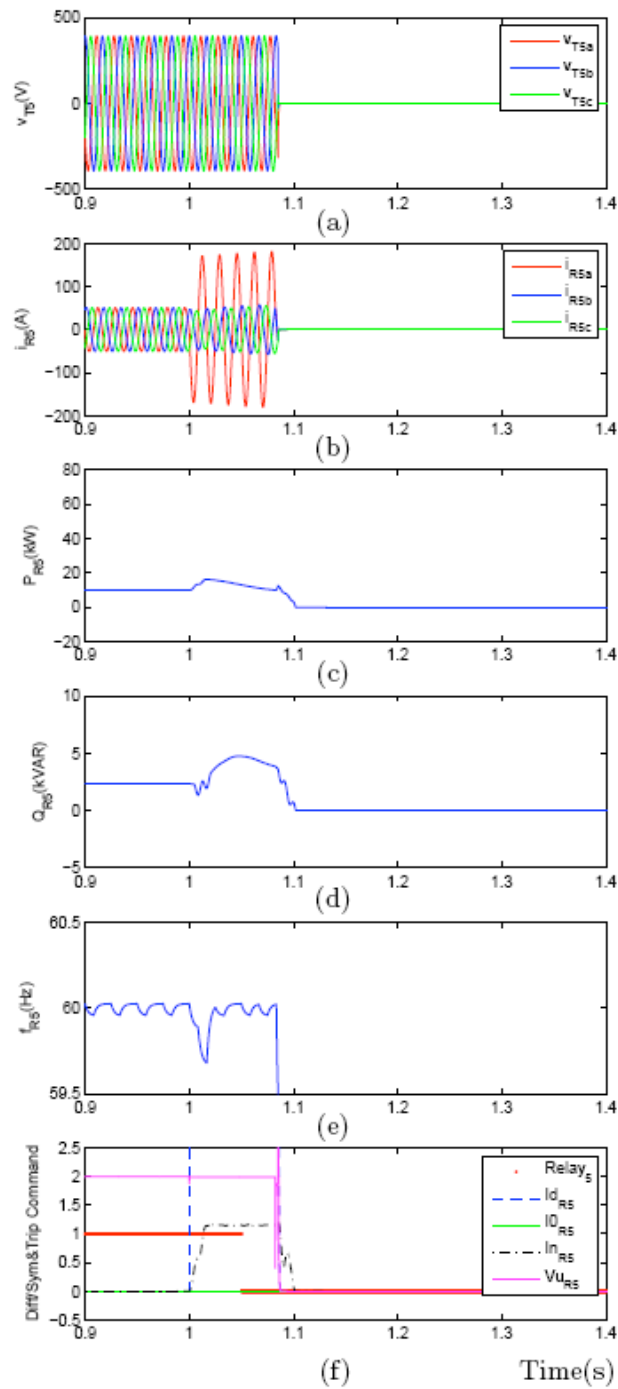 500
0
−500
v_T5(V)
v_T5a
v_T5b
v_T5c
0.9 1 1.1 1.2 1.3 1.4
(a)
200
100
0
−100
−200
i_R5(A)
i_R5a
i_R5b
i_R5c
0.9 1 1.1 1.2 1.3 1.4
(b)
80
60
40
20
0
−20
P_R5(kW)
0.9 1 1.1 1.2 1.3 1.4
(c)
10
5
0
−5
Q_R5(kVAR)
0.9 1 1.1 1.2 1.3 1.4
(d)
60.5
60
59.5
f_R5(Hz)
0.9 1 1.1 1.2 1.3 1.4
(e)
2.5
2
1.5
1
0.5
0
−0.5
Diff/Sym&Trip Command
Relay_5
Id_R5
I0_R5
In_R5
Vu_R5
0.9 1 1.1 1.2 1.3 1.4
(f) Time(s)